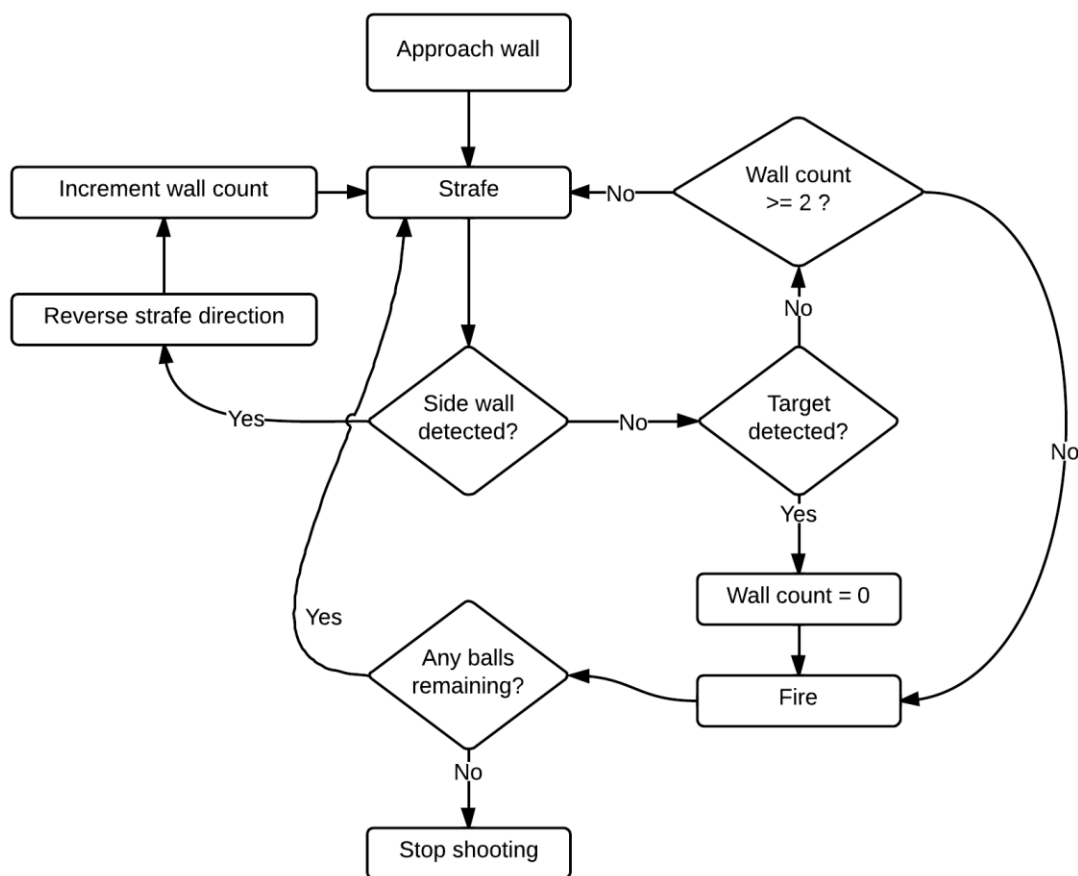 Approach wall
Increment wall count
Strafe
No
Wall count
>= 2 ?
Reverse strafe direction
No
Yes
Side wall
detected?
No
Target
detected?
No
Yes
Wall count = 0
Yes
Any balls
remaining?
Fire
No
Stop shooting